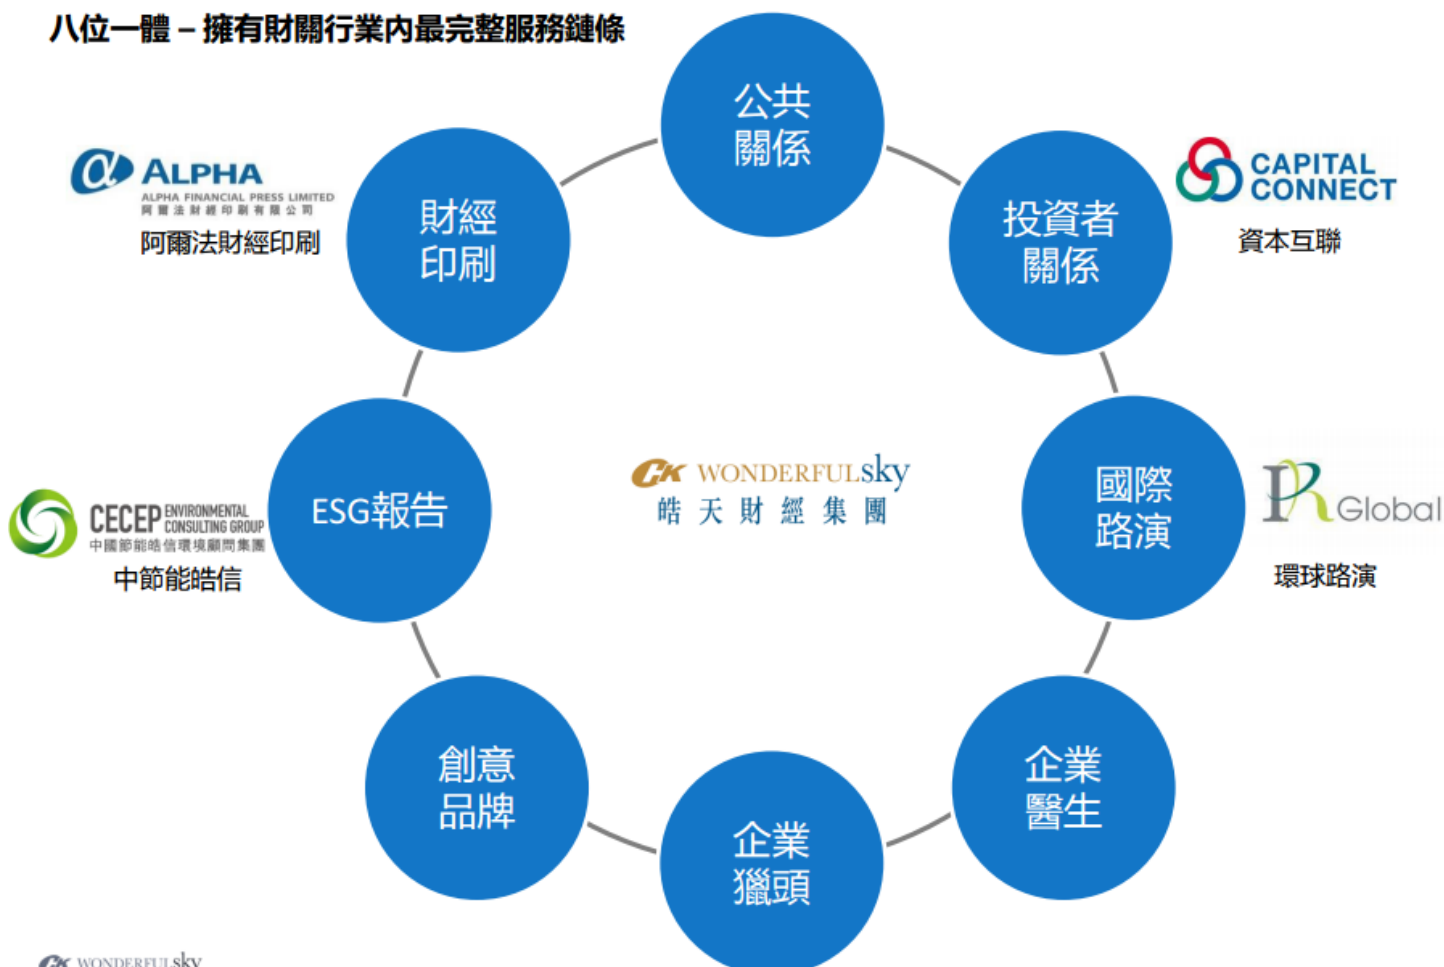 八位一體 – 擁有財關行業內最完整服務鏈條
公共
關係
投資者
關係
CAPITAL
CONNECT
資本互聯
國際
路演
IR Global
環球路演
企業
醫生
企業
獵頭
創意
品牌
ESG報告
CECEP ENVIRONMENTAL
CONSULTING GROUP
中國節能皓信環境顧問集團
中節能皓信
財經
印刷
ALPHA
ALPHA FINANCIAL PRESS LIMITED
阿爾法財經印刷有限公司
阿爾法財經印刷
WONDERFULsky
皓天財經集團
WONDERFULsky